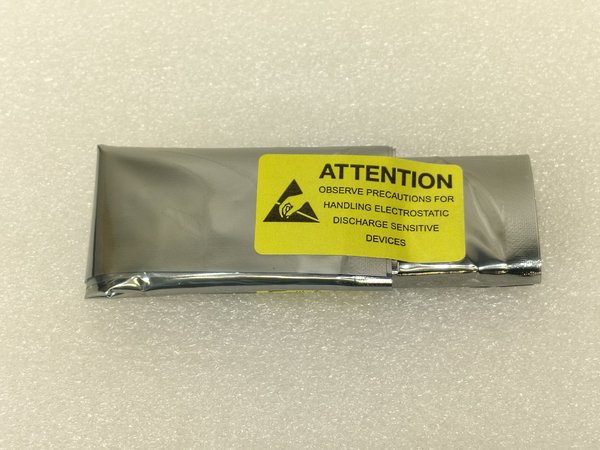 ATTENTION
OBSERVE PRECAUTIONS FOR
HANDLING ELECTROSTATIC
DISCHARGE SENSITIVE
DEVICES